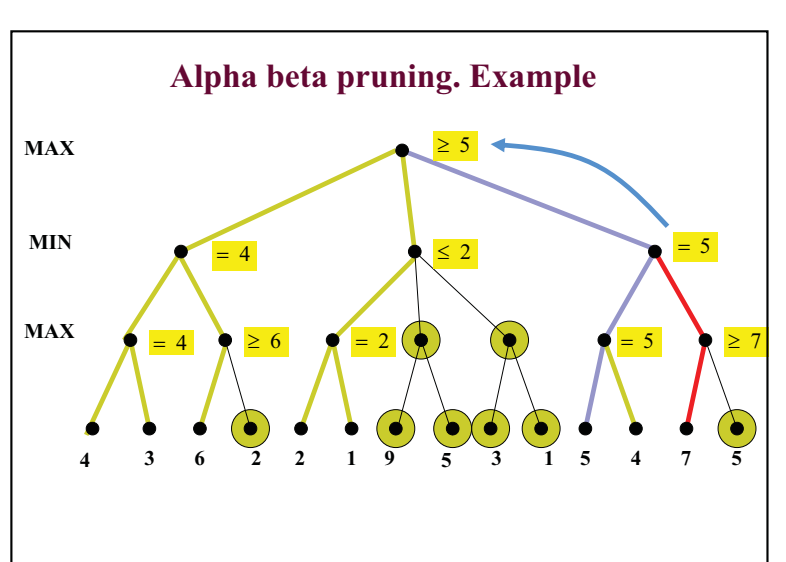 Alpha beta pruning. Example
MAX
≥ 5
MIN
= 4
≤ 2
= 5
MAX
= 4
≥ 6
= 2
= 5
≥ 7
4 3 6 2 2 1 9 5 3 1 5 4 7 5